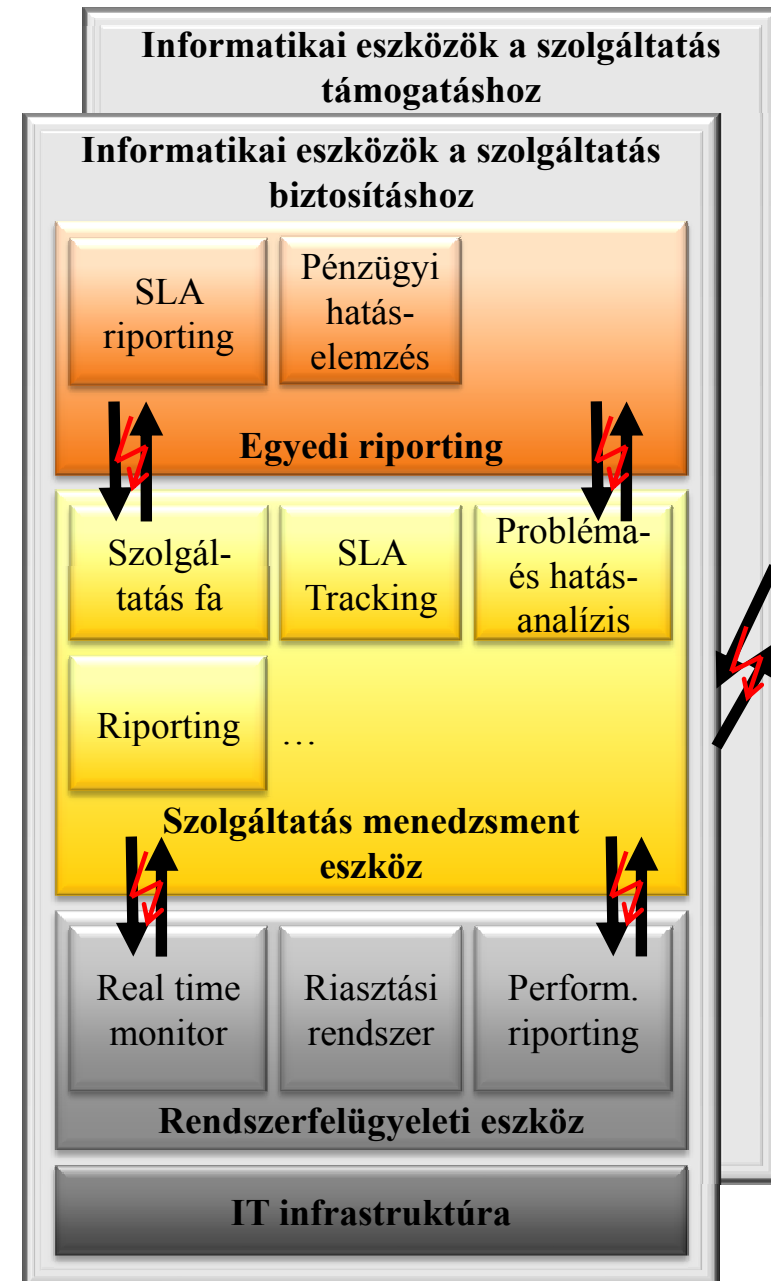 Informatikai eszközök a szolgáltatás
támogatáshoz
Informatikai eszközök a szolgáltatás
biztosításhoz
SLA
riporting
Pénzügyi
hatás-
elemzés
Egyedi riporting
Szolgál-
tatás fa
SLA
Tracking
Probléma-
és hatás-
analízis
Riporting
…
Szolgáltatás menedzsment
eszköz
Real time
monitor
Riasztási
rendszer
Perform.
riporting
Rendszerfelügyeleti eszköz
IT infrastruktúra